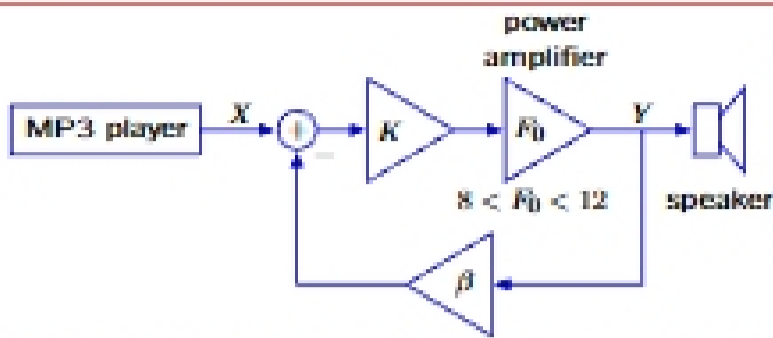 power
amplifier
MP3 player
X
+
−
K
F₀
Y
8 < F₀ < 12
speaker
β